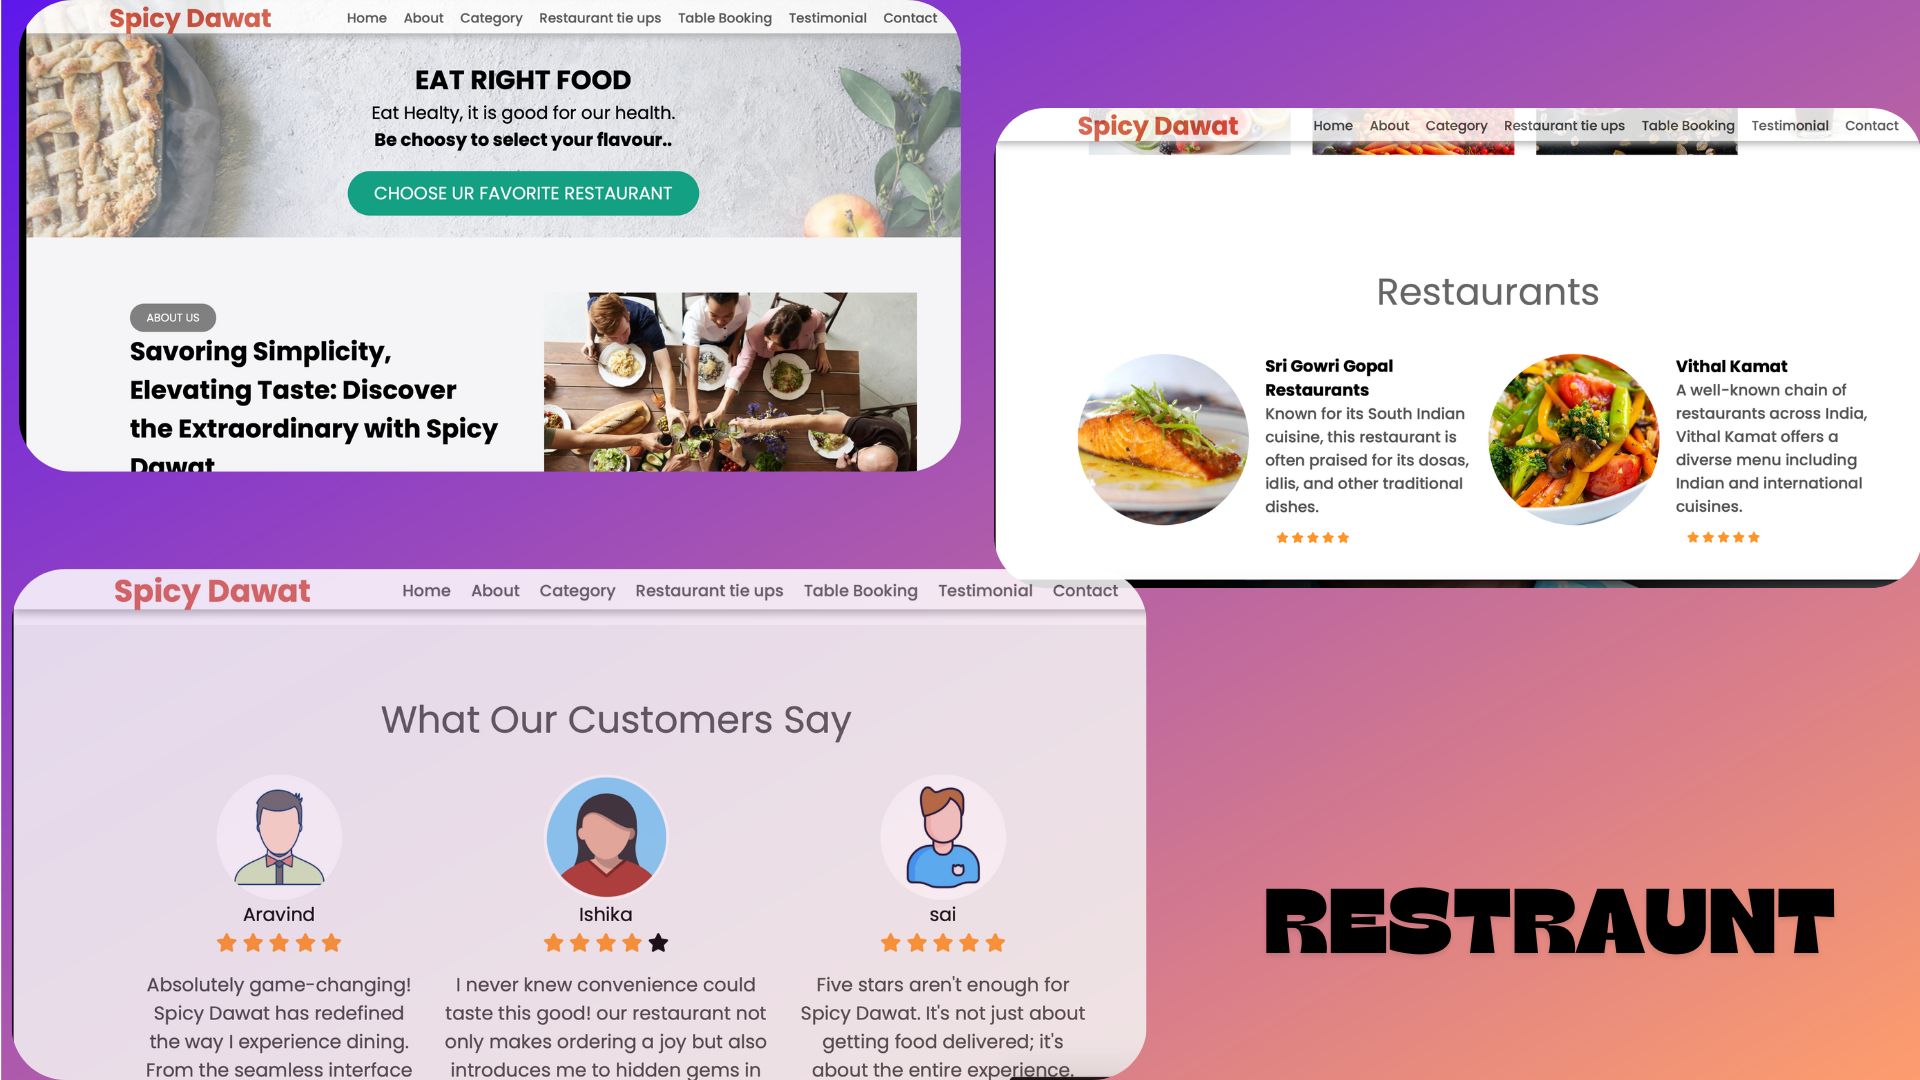 Spicy Dawat
Home About Category Restaurant tie ups Table Booking Testimonial Contact
EAT RIGHT FOOD
Eat Healty, it is good for our health.
Be choosy to select your flavour..
CHOOSE UR FAVORITE RESTAURANT
ABOUT US
Savoring Simplicity,
Elevating Taste: Discover
the Extraordinary with Spicy
Dawat
Spicy Dawat
Home About Category Restaurant tie ups Table Booking Testimonial Contact
Restaurants
Sri Gowri Gopal
Restaurants
Known for its South Indian
cuisine, this restaurant is
often praised for its dosas,
idlis, and other traditional
dishes.
Vithal Kamat
A well-known chain of
restaurants across India,
Vithal Kamat offers a
diverse menu including
Indian and international
cuisines.
Spicy Dawat
Home About Category Restaurant tie ups Table Booking Testimonial Contact
What Our Customers Say
Aravind
Absolutely game-changing!
Spicy Dawat has redefined
the way I experience dining.
From the seamless interface
Ishika
I never knew convenience could
taste this good! our restaurant not
only makes ordering a joy but also
introduces me to hidden gems in
sai
Five stars aren't enough for
Spicy Dawat. It's not just about
getting food delivered; it's
about the entire experience.
RESTRAUNT